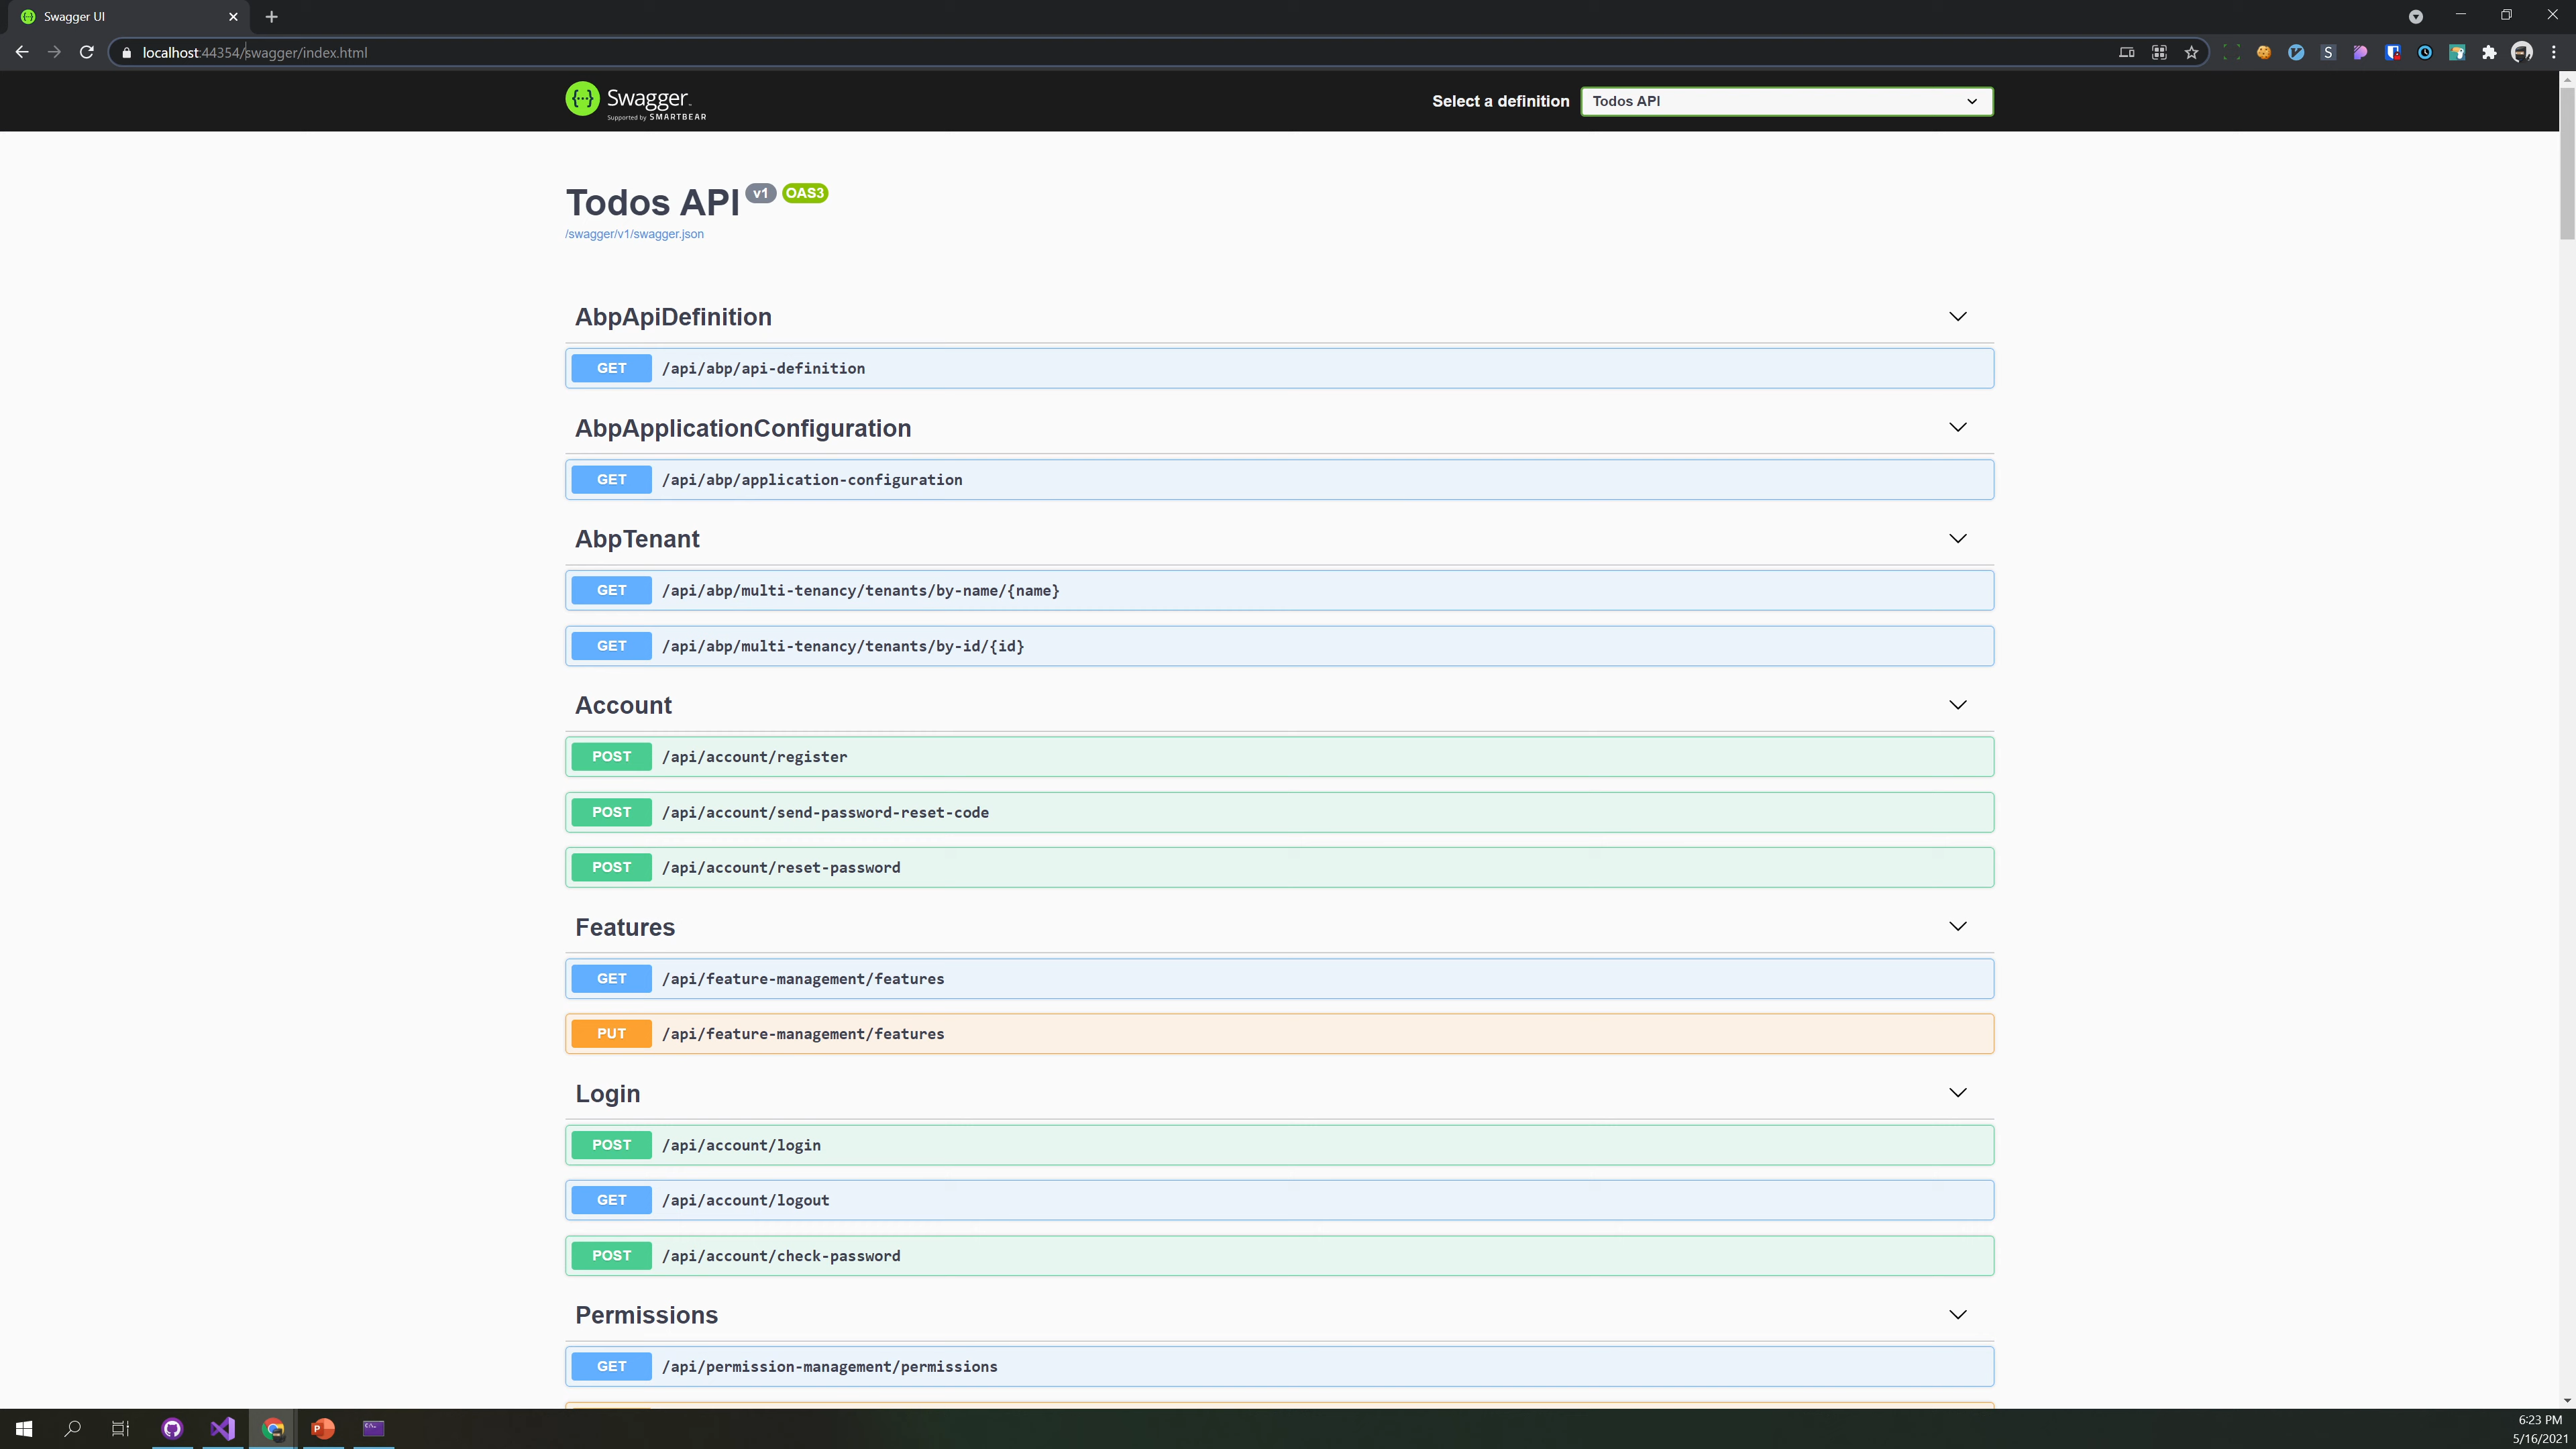 Swagger UI
localhost:44354/swagger/index.html
S
{···} Swagger
Supported by SMARTBEAR
Select a definition
Todos API
Todos API v1 OAS3
/swagger/v1/swagger.json
AbpApiDefinition
GET /api/abp/api-definition
AbpApplicationConfiguration
GET /api/abp/application-configuration
AbpTenant
GET /api/abp/multi-tenancy/tenants/by-name/{name}
GET /api/abp/multi-tenancy/tenants/by-id/{id}
Account
POST /api/account/register
POST /api/account/send-password-reset-code
POST /api/account/reset-password
Features
GET /api/feature-management/features
PUT /api/feature-management/features
Login
POST /api/account/login
GET /api/account/logout
POST /api/account/check-password
Permissions
GET /api/permission-management/permissions
6:23 PM
5/16/2021